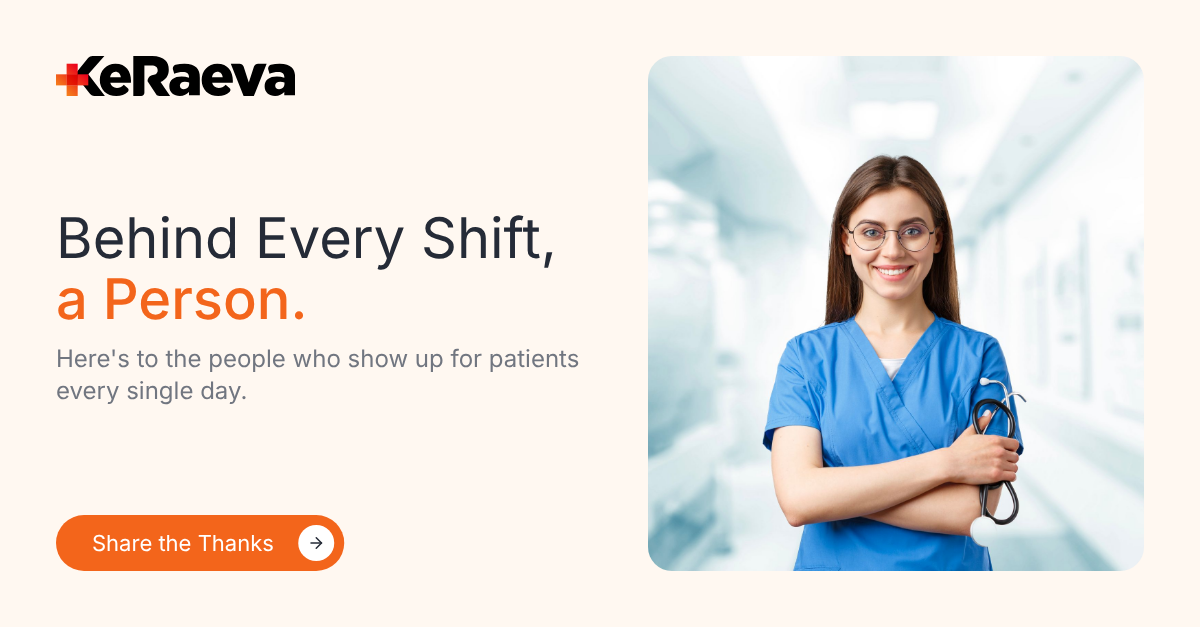 KeRaeva
Behind Every Shift,
a Person.
Here's to the people who show up for patients
every single day.
Share the Thanks